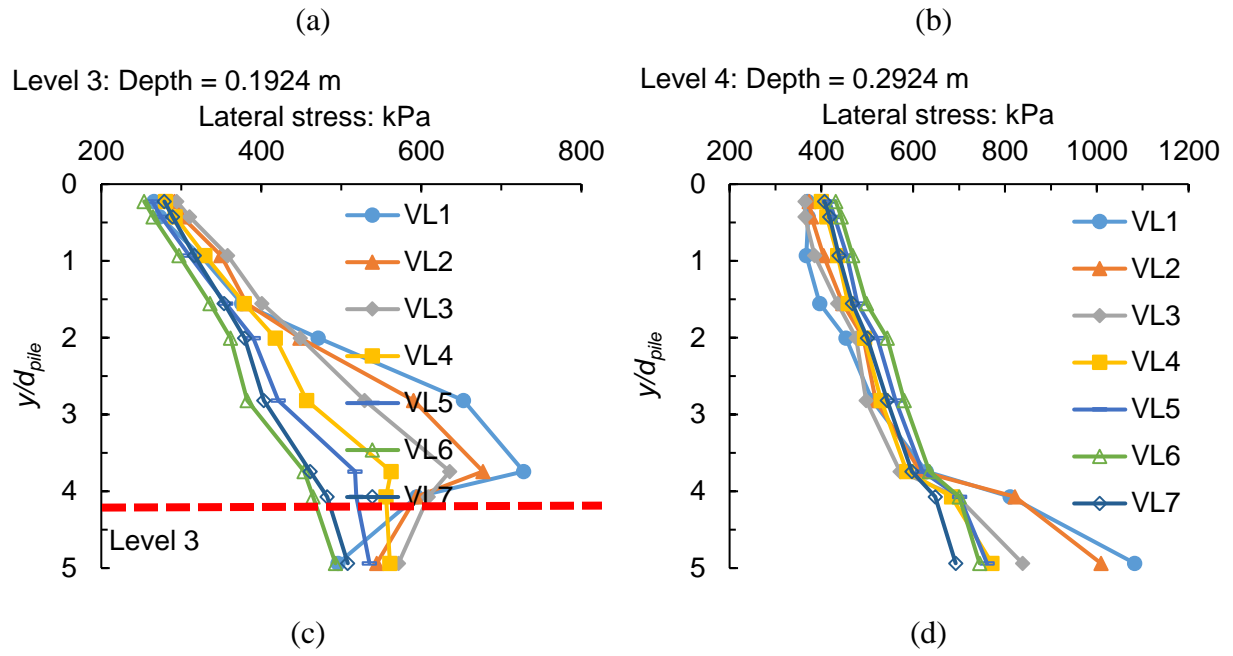 (a)
(b)
Level 3: Depth = 0.1924 m
Lateral stress: kPa
200 400 600 800
0
1
2
3
4
5
y/dpile
VL1
VL2
VL3
VL4
VL5
VL6
VL7
Level 3
(c)
Level 4: Depth = 0.2924 m
Lateral stress: kPa
200 400 600 800 1000 1200
0
1
2
3
4
5
y/dpile
VL1
VL2
VL3
VL4
VL5
VL6
VL7
(d)